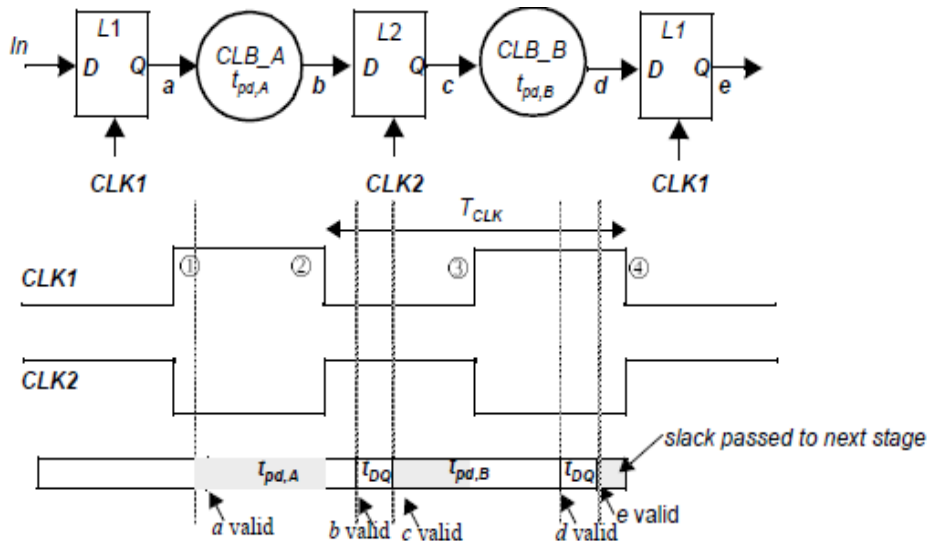 In
L1
D
Q
a
CLB_A
t_pd,A
b
L2
D
Q
c
CLB_B
t_pd,B
d
L1
D
Q
e
CLK1
CLK2
CLK1
T_CLK
① ② ③ ④
CLK1
CLK2
slack passed to next stage
t_pd,A
t_DQ
t_pd,B
t_DQ
a valid
b valid
c valid
d valid
e valid